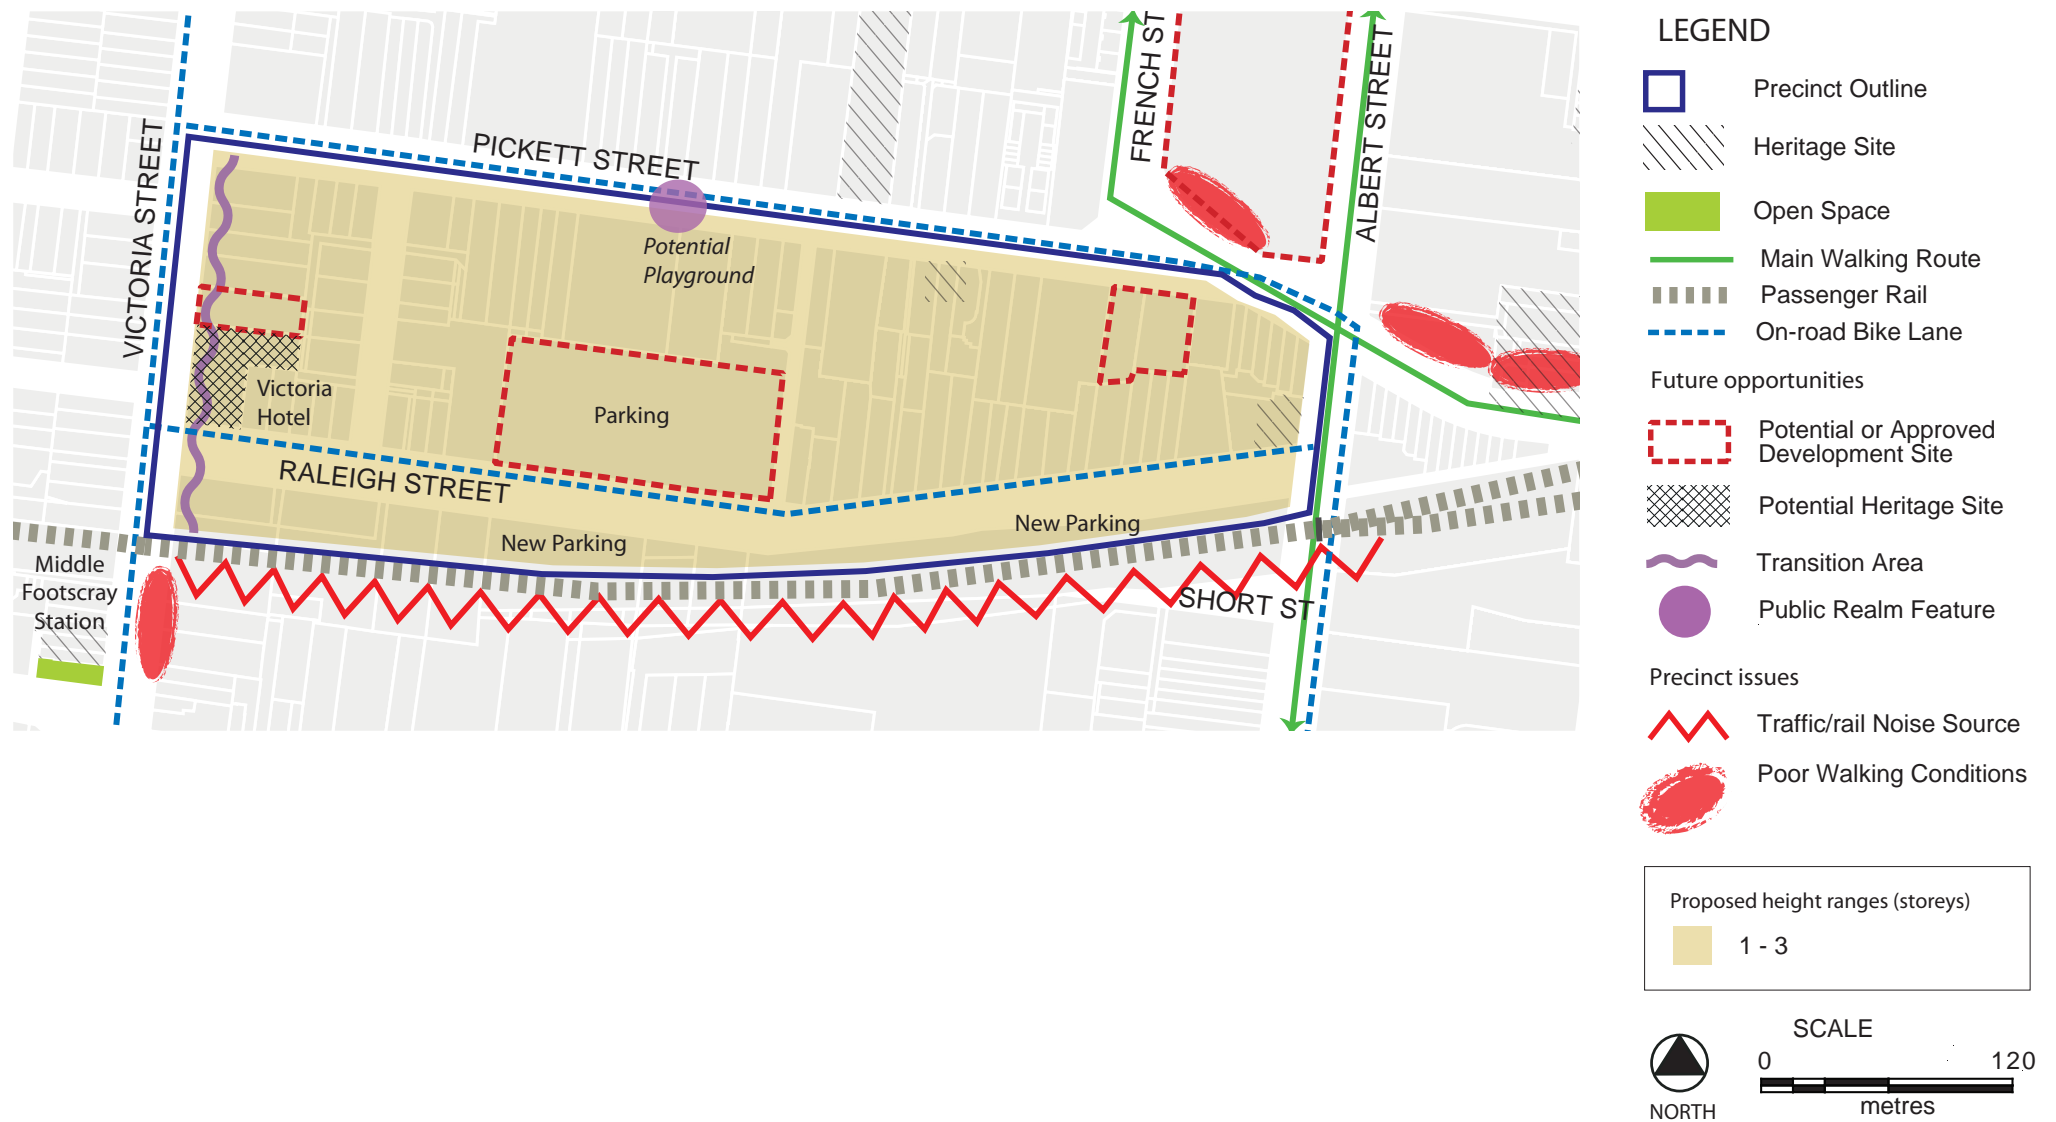 PICKETT STREET
FRENCH ST
ALBERT STREET
VICTORIA STREET
Potential
Playground
Victoria
Hotel
Parking
RALEIGH STREET
New Parking
New Parking
Middle
Footscray
Station
SHORT ST
LEGEND
Precinct Outline
Heritage Site
Open Space
Main Walking Route
Passenger Rail
On-road Bike Lane
Future opportunities
Potential or Approved
Development Site
Potential Heritage Site
Transition Area
Public Realm Feature
Precinct issues
Traffic/rail Noise Source
Poor Walking Conditions
Proposed height ranges (storeys)
1 - 3
SCALE
0 120
metres
NORTH